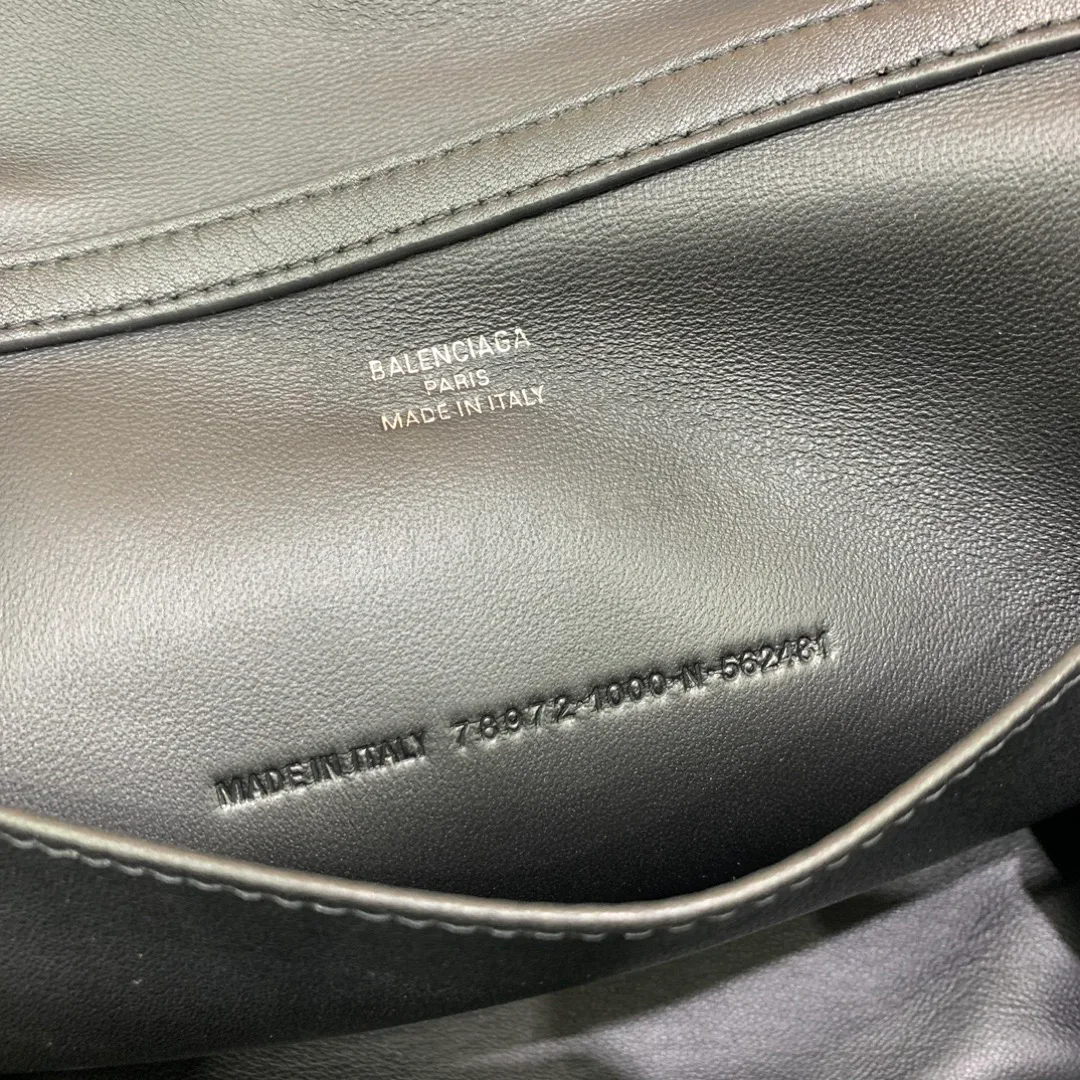 BALENCIAGA
PARIS
MADE IN ITALY
MADE IN ITALY 78972·1000·N·562481